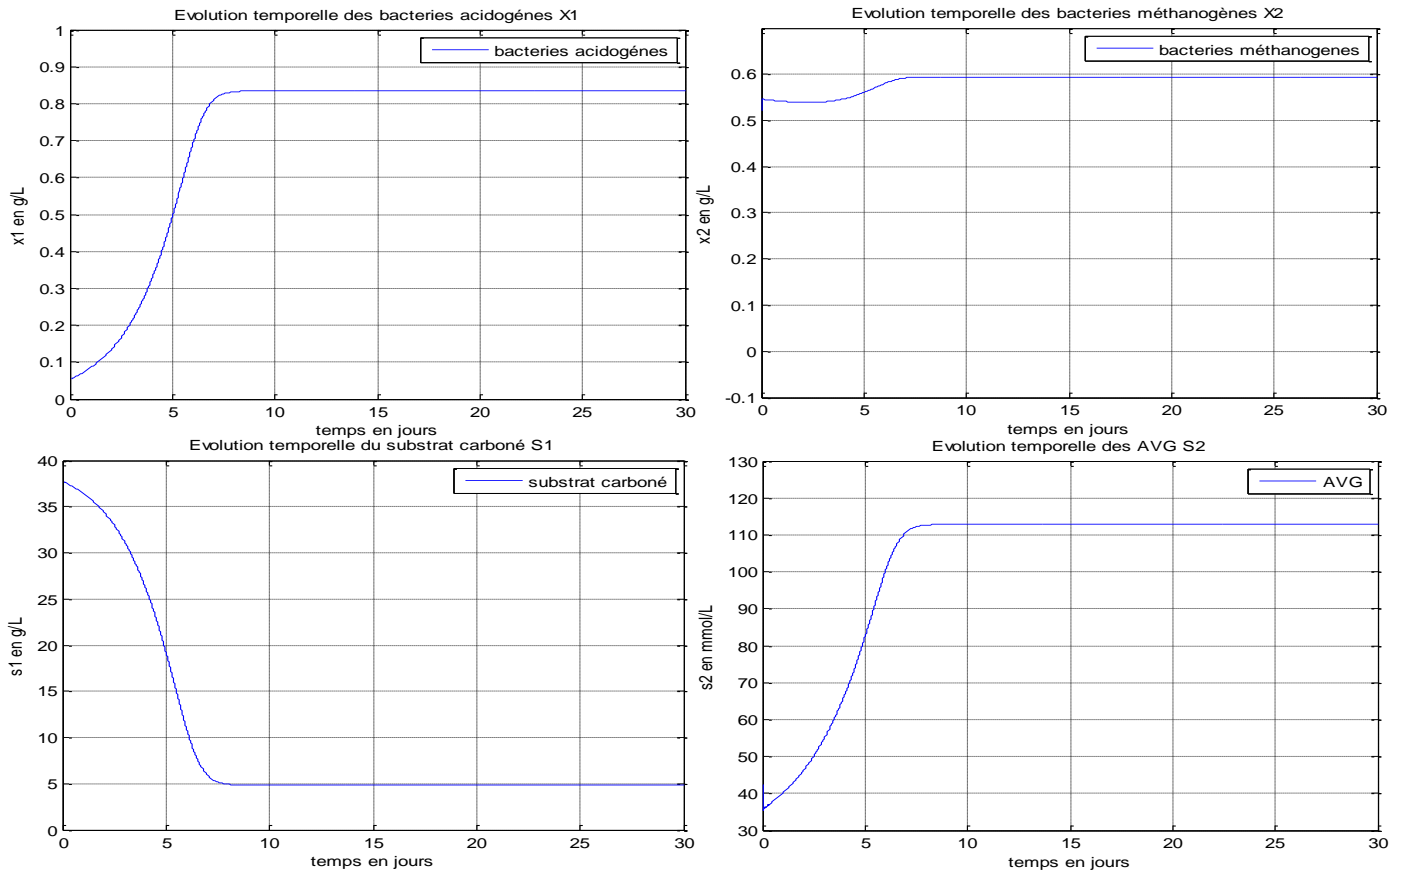 Evolution temporelle des bacteries acidogénes X1
bactéries acidogénes
1
0.9
0.8
0.7
0.6
0.5
0.4
0.3
0.2
0.1
0
x1 en g/L
0 5 10 15 20 25 30
temps en jours
Evolution temporelle des bacteries méthanogènes X2
bacteries méthanogenes
0.6
0.5
0.4
0.3
0.2
0.1
0
-0.1
x2 en g/L
0 5 10 15 20 25 30
temps en jours
Evolution temporelle du substrat carboné S1
substrat carboné
40
35
30
25
20
15
10
5
0
s1 en g/L
0 5 10 15 20 25 30
temps en jours
Evolution temporelle des AVG S2
AVG
130
120
110
100
90
80
70
60
50
40
30
s2 en mmol/L
0 5 10 15 20 25 30
temps en jours